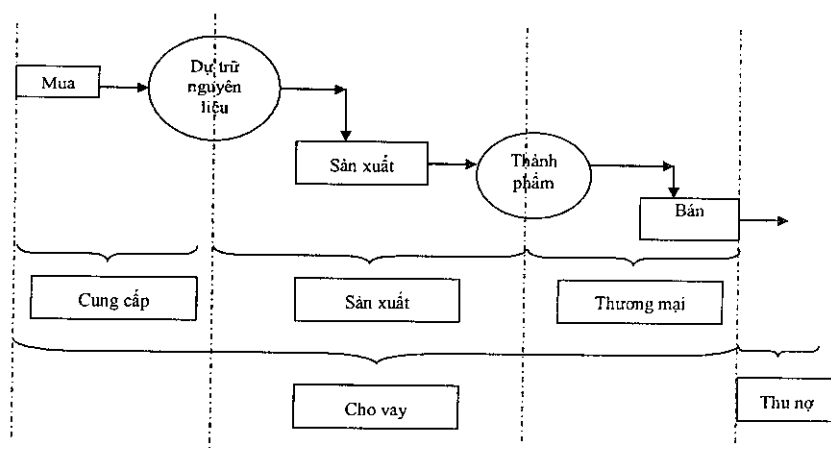 Mua
Dự trữ
nguyên
liệu
Sản xuất
Thành
phẩm
Bán
Cung cấp
Sản xuất
Thương mại
Cho vay
Thu nợ